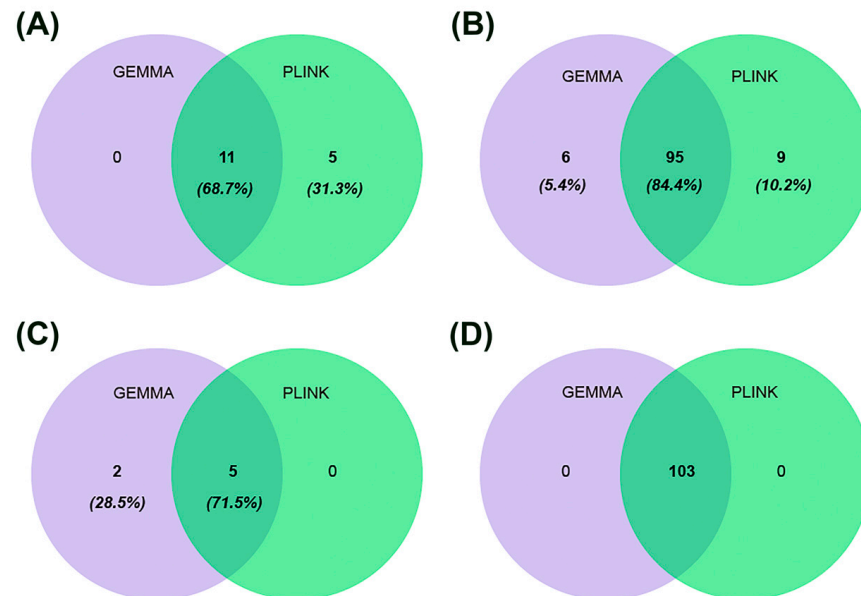 (A)
GEMMA PLINK
0 11 5
(68.7%) (31.3%)
(B)
GEMMA PLINK
6 95 9
(5.4%) (84.4%) (10.2%)
(C)
GEMMA PLINK
2 5 0
(28.5%) (71.5%)
(D)
GEMMA PLINK
0 103 0